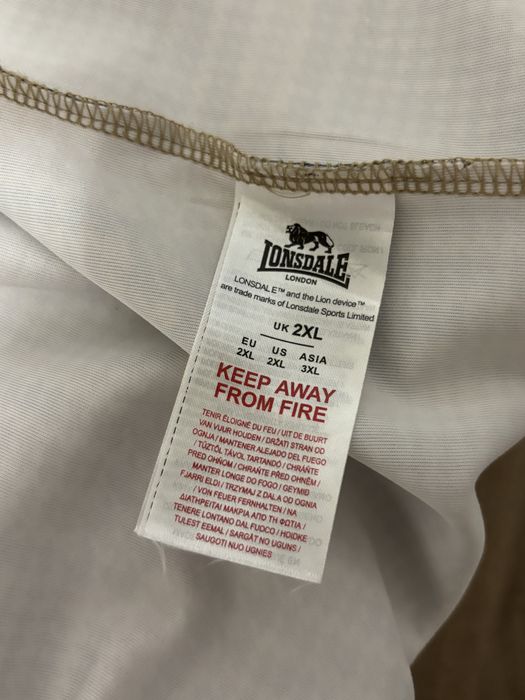 LONSDALE
LONDON
LONSDALE™ and the Lion device™
are trade marks of Lonsdale Sports Limited
UK 2XL
EU US ASIA
2XL 2XL 3XL
KEEP AWAY
FROM FIRE
TENIR ÉLOIGNÉ DU FEU / UIT DE BUURT
VAN VUUR HOUDEN / DRŽATI STRAN OD
OGNJA / MANTENER ALEJADO DEL FUEGO
/ TŰZTŐL TÁVOL TARTANDÓ / CHRAŇTE
PRED OHŇOM / CHRAŇTE PŘED OHNĚM /
MANTER LONGE DO FOGO / GEYMIÐ
FJARRI ELDI / TRZYMAJ Z DALA OD OGNIA
/ VON FEUER FERNHALTEN / NA
ΔΙΑΤΗΡΕΙΤΑΙ ΜΑΚΡΙΑ ΑΠΟ ΤΗ ΦΩΤΙΑ /
TENERE LONTANO DAL FUOCO / HOIDKE
TULEST EEMAL / SARGĀT NO UGUNS /
SAUGOTI NUO UGNIES